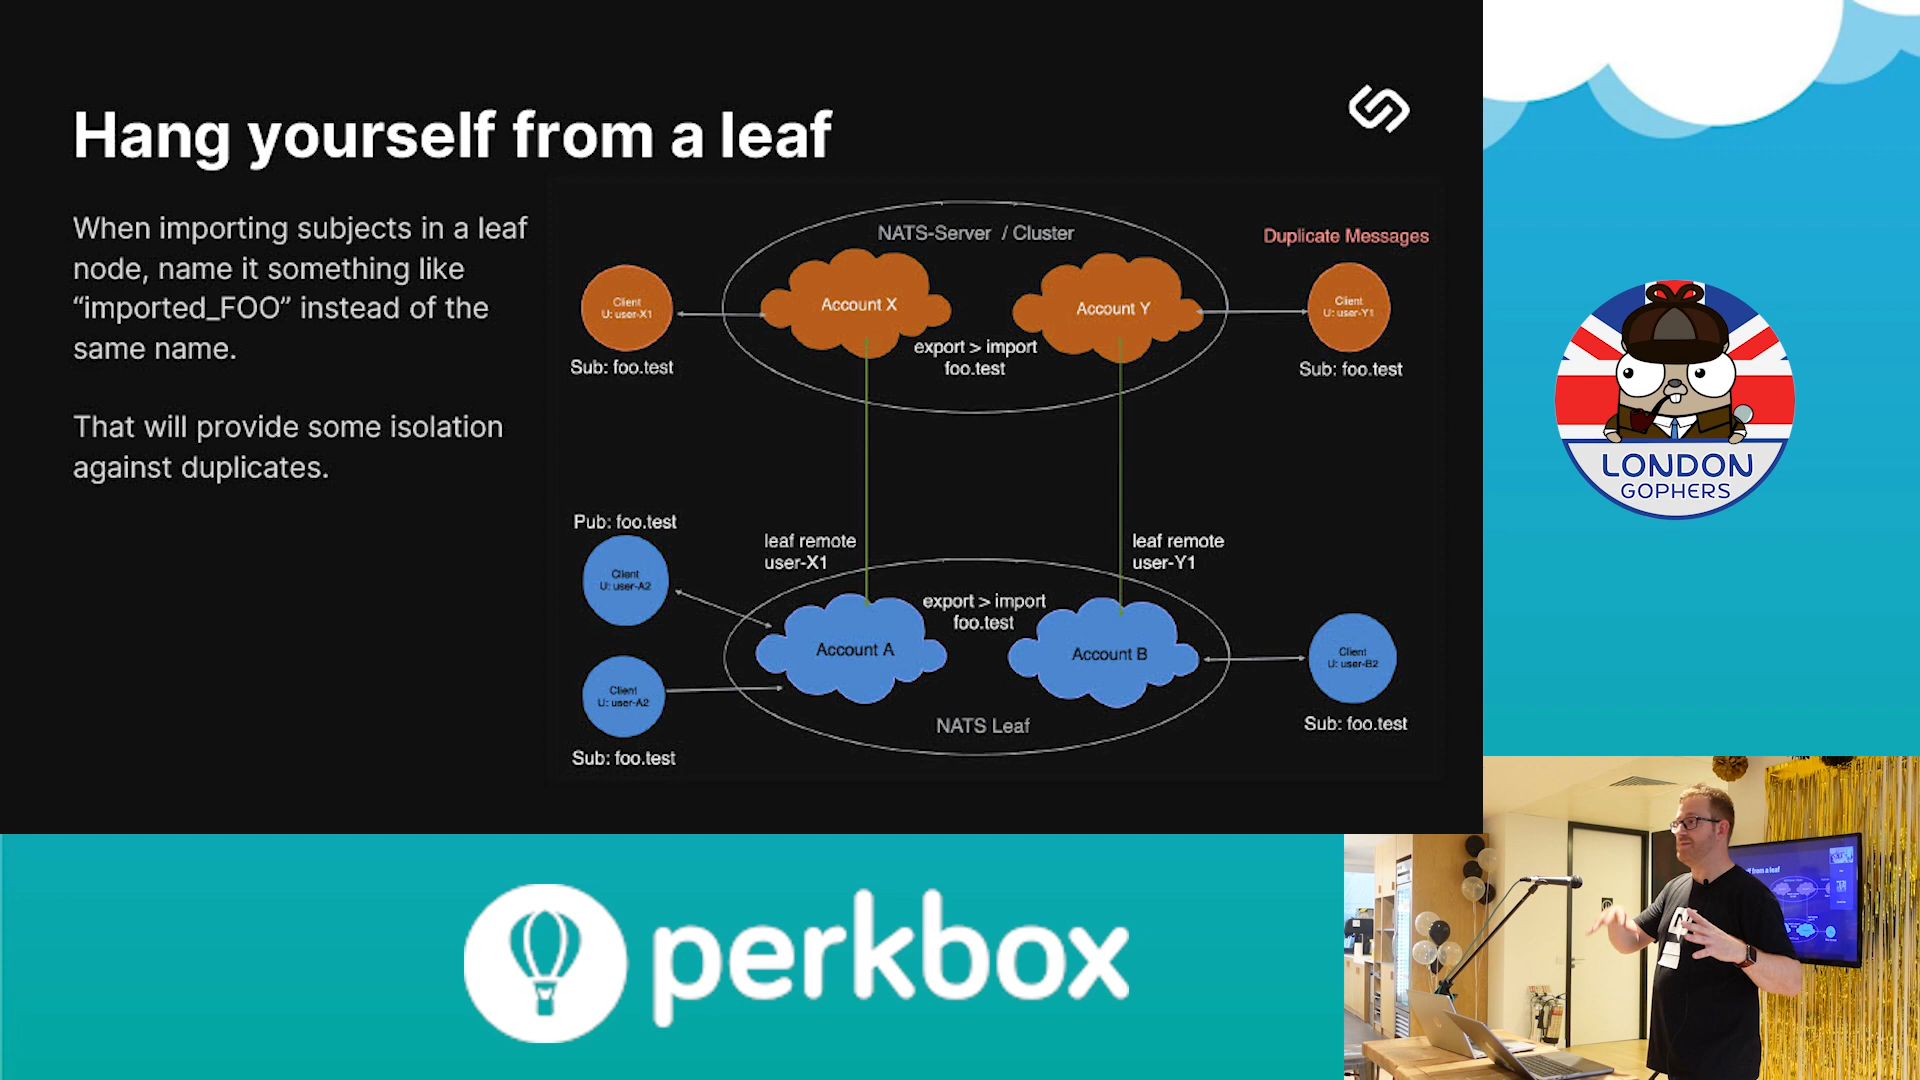 Hang yourself from a leaf
When importing subjects in a leaf
node, name it something like
“imported_FOO” instead of the
same name.
That will provide some isolation
against duplicates.
NATS-Server / Cluster
Duplicate Messages
Client
U: user-X1
Sub: foo.test
Account X
export > import
foo.test
Account Y
Client
U: user-Y1
Sub: foo.test
leaf remote
user-X1
leaf remote
user-Y1
Pub: foo.test
Client
U: user-A2
Client
U: user-A2
Sub: foo.test
Account A
export > import
foo.test
Account B
NATS Leaf
Client
U: user-B2
Sub: foo.test
LONDON
GOPHERS
perkbox